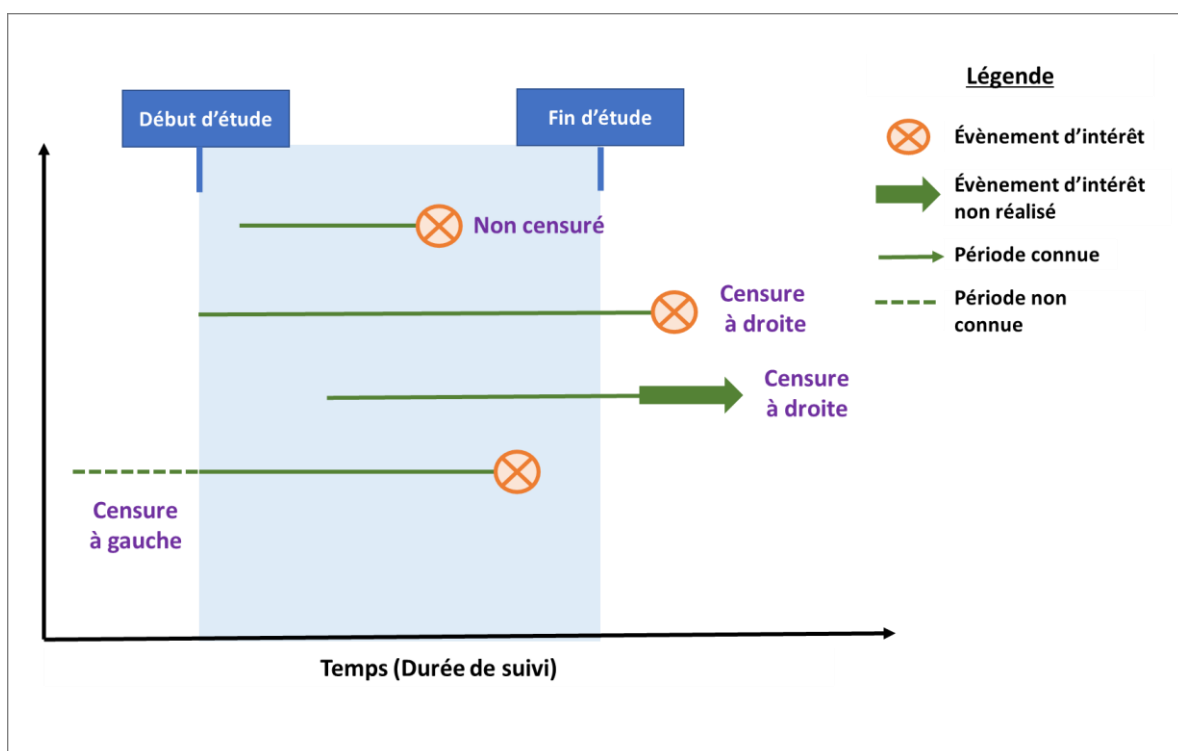 Légende
Début d'étude
Fin d'étude
Évènement d'intérêt
Évènement d'intérêt
non réalisé
Période connue
Période non
connue
Non censuré
Censure
à droite
Censure
à droite
Censure
à gauche
Temps (Durée de suivi)